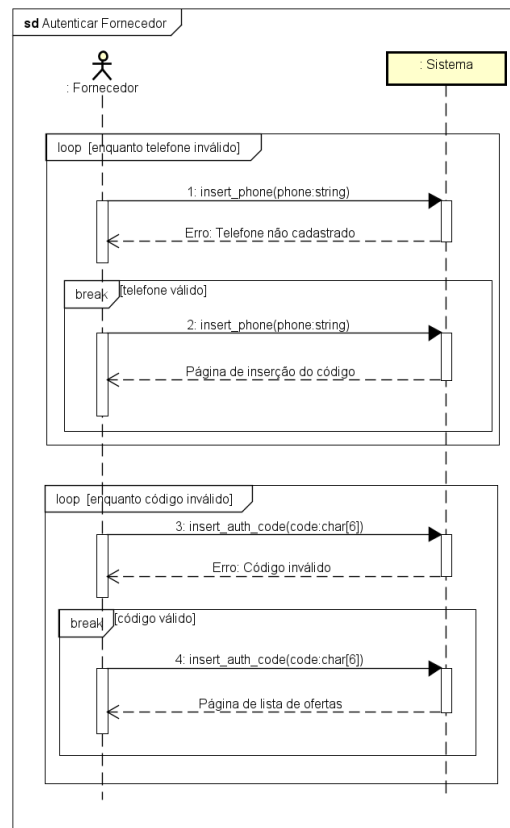 sd Autenticar Fornecedor
: Fornecedor
: Sistema
loop [enquanto telefone inválido]
1: insert_phone(phone:string)
Erro: Telefone não cadastrado
break [telefone válido]
2: insert_phone(phone:string)
Página de inserção do código
loop [enquanto código inválido]
3: insert_auth_code(code:char[6])
Erro: Código inválido
break [código válido]
4: insert_auth_code(code:char[6])
Página de lista de ofertas